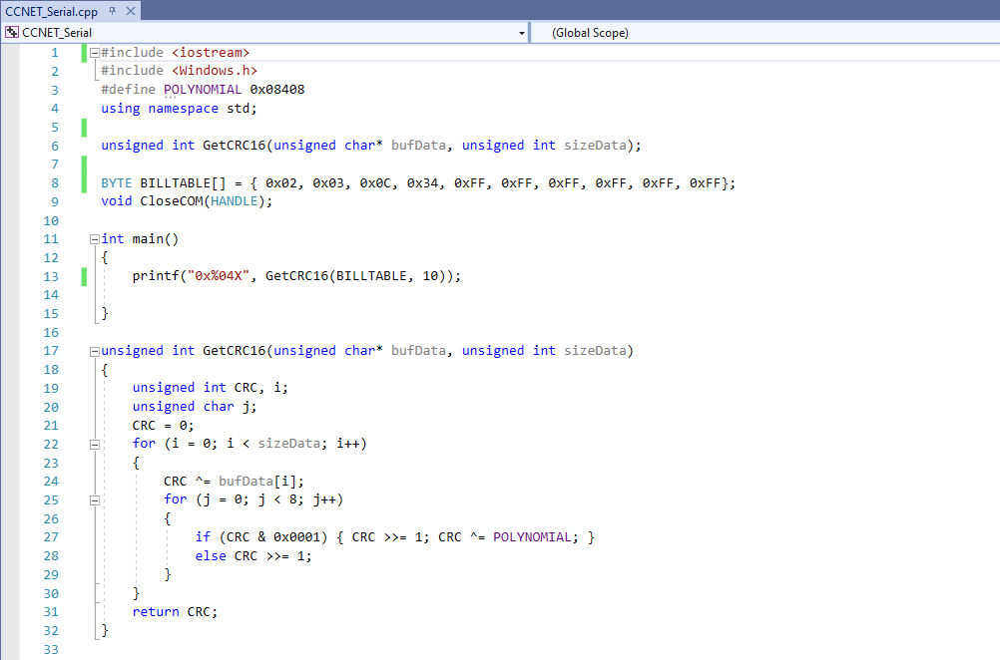 CCNET_Serial.cpp
CCNET_Serial (Global Scope)
1 #include <iostream>
2 #include <Windows.h>
3 #define POLYNOMIAL 0x08408
4 using namespace std;
5
6 unsigned int GetCRC16(unsigned char* bufData, unsigned int sizeData);
7
8 BYTE BILLTABLE[] = { 0x02, 0x03, 0x0C, 0x34, 0xFF, 0xFF, 0xFF, 0xFF, 0xFF, 0xFF};
9 void CloseCOM(HANDLE);
10
11 int main()
12 {
13     printf("0x%04X", GetCRC16(BILLTABLE, 10));
14
15 }
16
17 unsigned int GetCRC16(unsigned char* bufData, unsigned int sizeData)
18 {
19     unsigned int CRC, i;
20     unsigned char j;
21     CRC = 0;
22     for (i = 0; i < sizeData; i++)
23     {
24         CRC ^= bufData[i];
25         for (j = 0; j < 8; j++)
26         {
27             if (CRC & 0x0001) { CRC >>= 1; CRC ^= POLYNOMIAL; }
28             else CRC >>= 1;
29         }
30     }
31     return CRC;
32 }
33